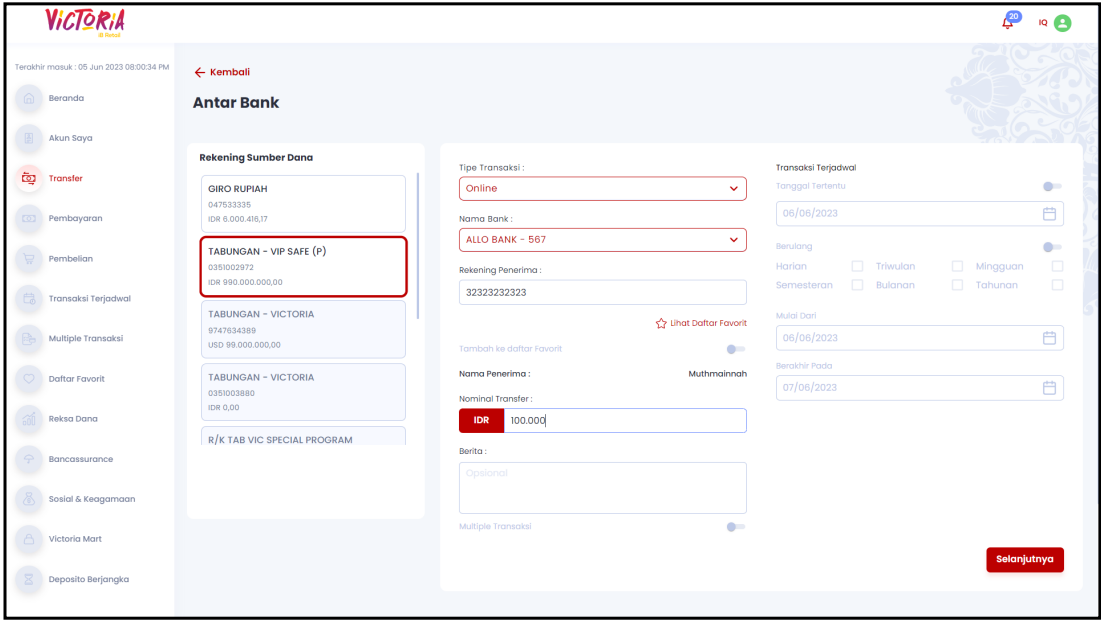 VICTORIA
IB Retail
20
IQ
Terakhir masuk : 05 Jun 2023 08:00:34 PM
Beranda
Akun Saya
Transfer
Pembayaran
Pembelian
Transaksi Terjadwal
Multiple Transaksi
Daftar Favorit
Reksa Dana
Bancassurance
Sosial & Keagamaan
Victoria Mart
Deposito Berjangka
Kembali
Antar Bank
Rekening Sumber Dana
GIRO RUPIAH
047533335
IDR 6.000.416,17
TABUNGAN - VIP SAFE (P)
0351002972
IDR 990.000.000,00
TABUNGAN - VICTORIA
9747634389
USD 99.000.000,00
TABUNGAN - VICTORIA
0351003880
IDR 0,00
R/K TAB VIC SPECIAL PROGRAM
Tipe Transaksi :
Online
Nama Bank :
ALLO BANK - 567
Rekening Penerima :
32323232323
Lihat Daftar Favorit
Tambah ke daftar Favorit
Nama Penerima : Muthmainnah
Nominal Transfer :
IDR 100.000
Berita :
Opsional
Multiple Transaksi
Transaksi Terjadwal
Tanggal Tertentu
06/06/2023
Berulang
Harian Triwulan Mingguan
Semesteran Bulanan Tahunan
Mulai Dari
06/06/2023
Berakhir Pada
07/06/2023
Selanjutnya